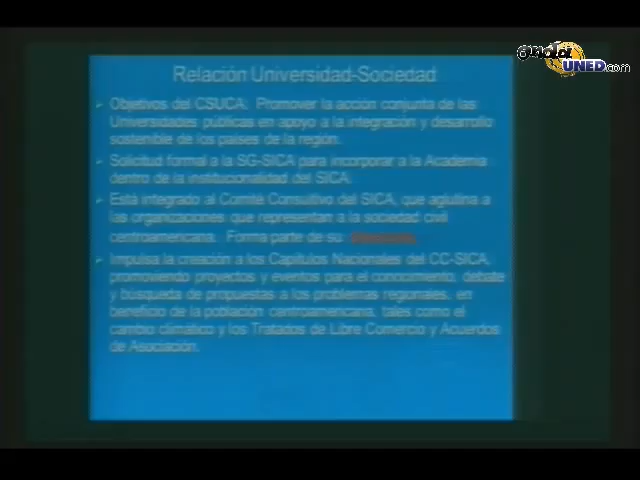 Onda
UNED.com
Relación Universidad-Sociedad
Objetivos del CSUCA: Promover la acción conjunta de las
Universidades públicas en apoyo a la integración y desarrollo
sostenible de los países de la región.
Solicitud formal a la SG-SICA para incorporar a la Academia
dentro de la institucionalidad del SICA.
Está integrado al Comité Consultivo del SICA, que aglutina a
las organizaciones que representan a la sociedad civil
centroamericana. Forma parte de su
Impulsa la creación a los Capítulos Nacionales del CC-SICA,
promoviendo proyectos y eventos para el conocimiento, debate
y búsqueda de propuestas a los problemas regionales, en
beneficio de la población centroamericana, tales como el
cambio climático y los Tratados de Libre Comercio y Acuerdos
de Asociación.